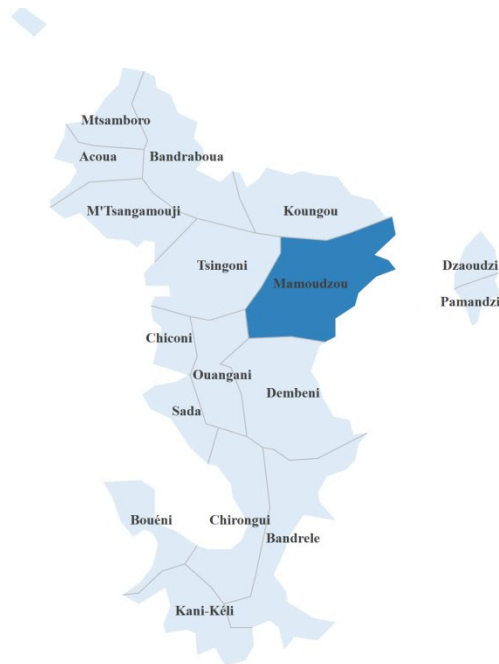 Mtsamboro
Acoua
Bandraboua
M'Tsangamouji
Koungou
Tsingoni
Dzaoudzi
Mamoudzou
Pamandzi
Chiconi
Ouangani
Dembeni
Sada
Bouéni
Chirongui
Bandrele
Kani-Kéli